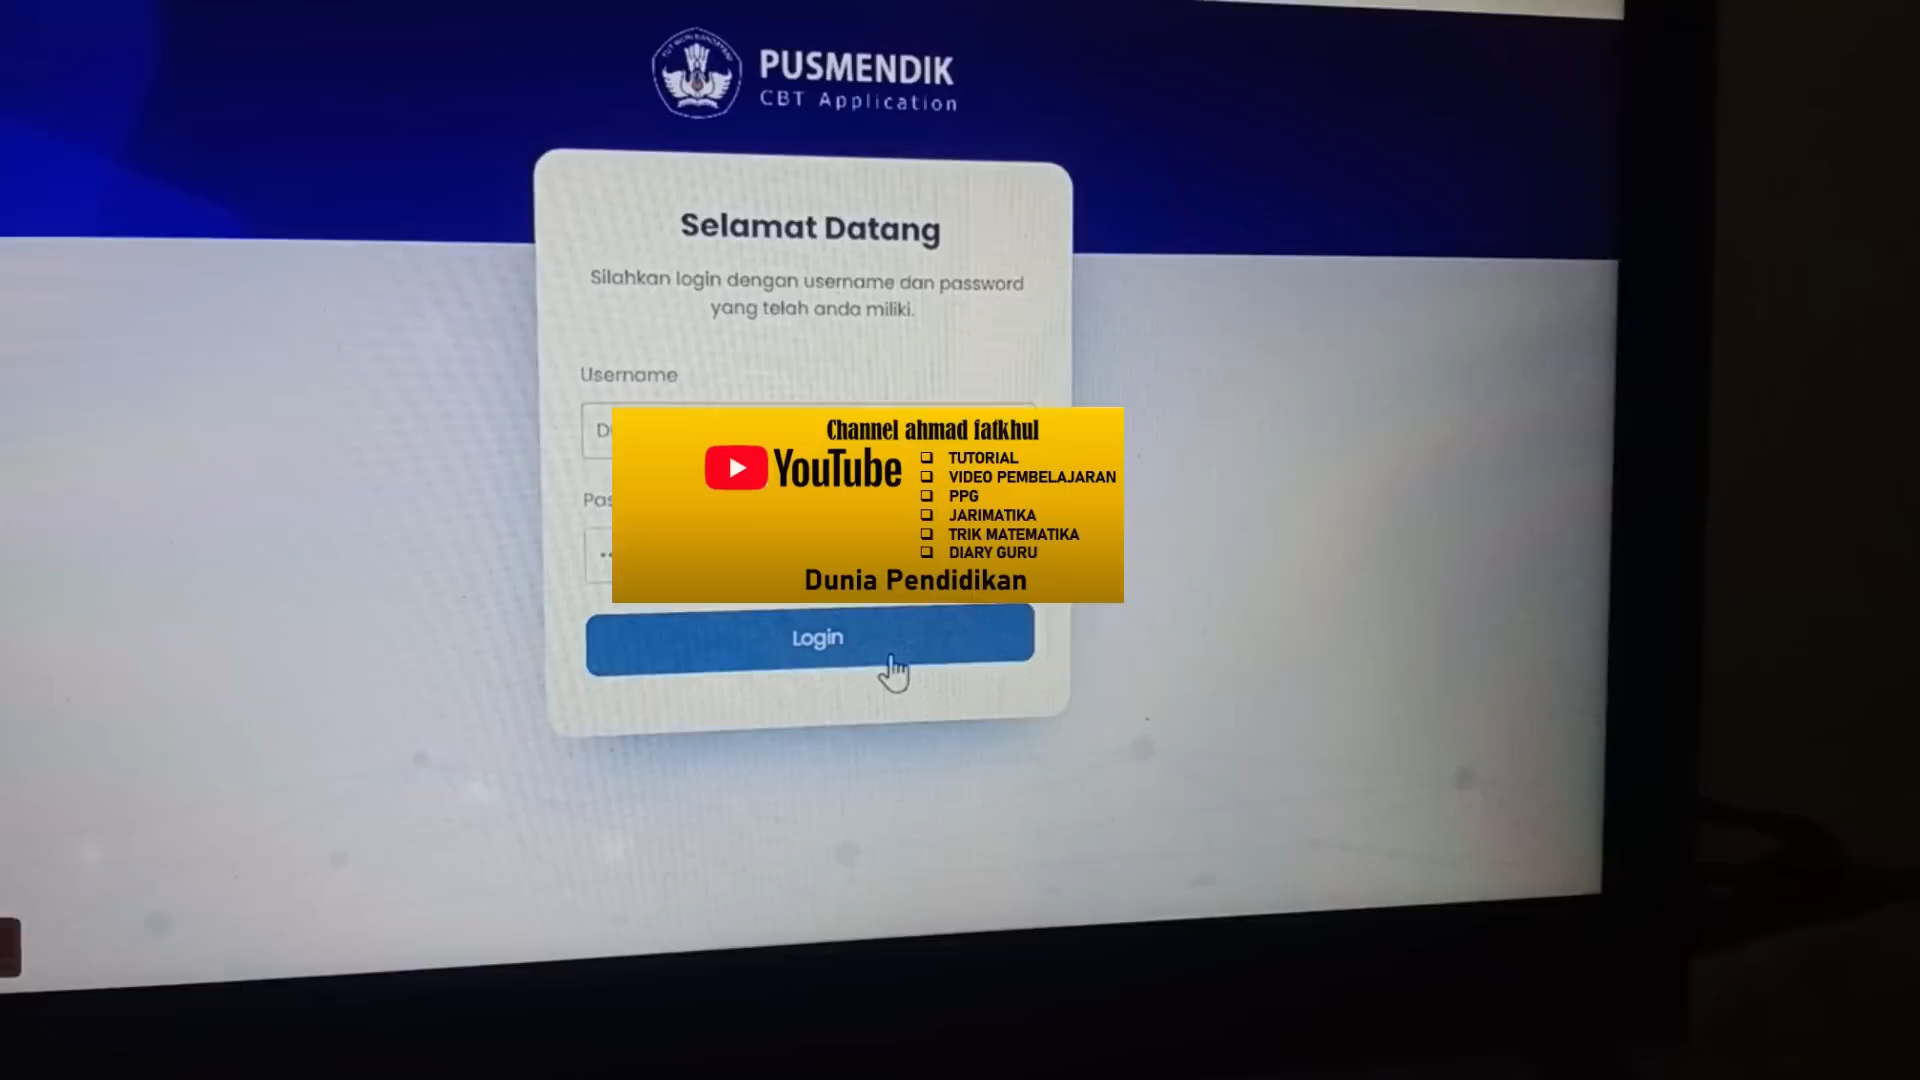 PUSMENDIK
CBT Application
Selamat Datang
Silahkan login dengan username dan password
yang telah anda miliki.
Username
Channel ahmad fatkhul
YouTube
❑ TUTORIAL
❑ VIDEO PEMBELAJARAN
❑ PPG
❑ JARIMATIKA
❑ TRIK MATEMATIKA
❑ DIARY GURU
Dunia Pendidikan
Login